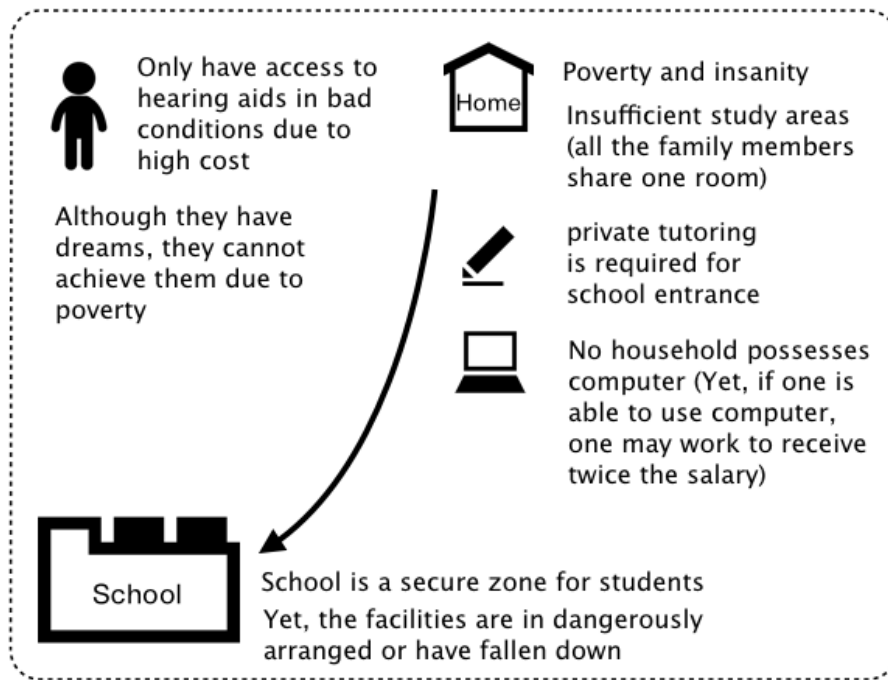 Only have access to
hearing aids in bad
conditions due to
high cost
Although they have
dreams, they cannot
achieve them due to
poverty
Home
Poverty and insanity
Insufficient study areas
(all the family members
share one room)
private tutoring
is required for
school entrance
No household possesses
computer (Yet, if one is
able to use computer,
one may work to receive
twice the salary)
School
School is a secure zone for students
Yet, the facilities are in dangerously
arranged or have fallen down